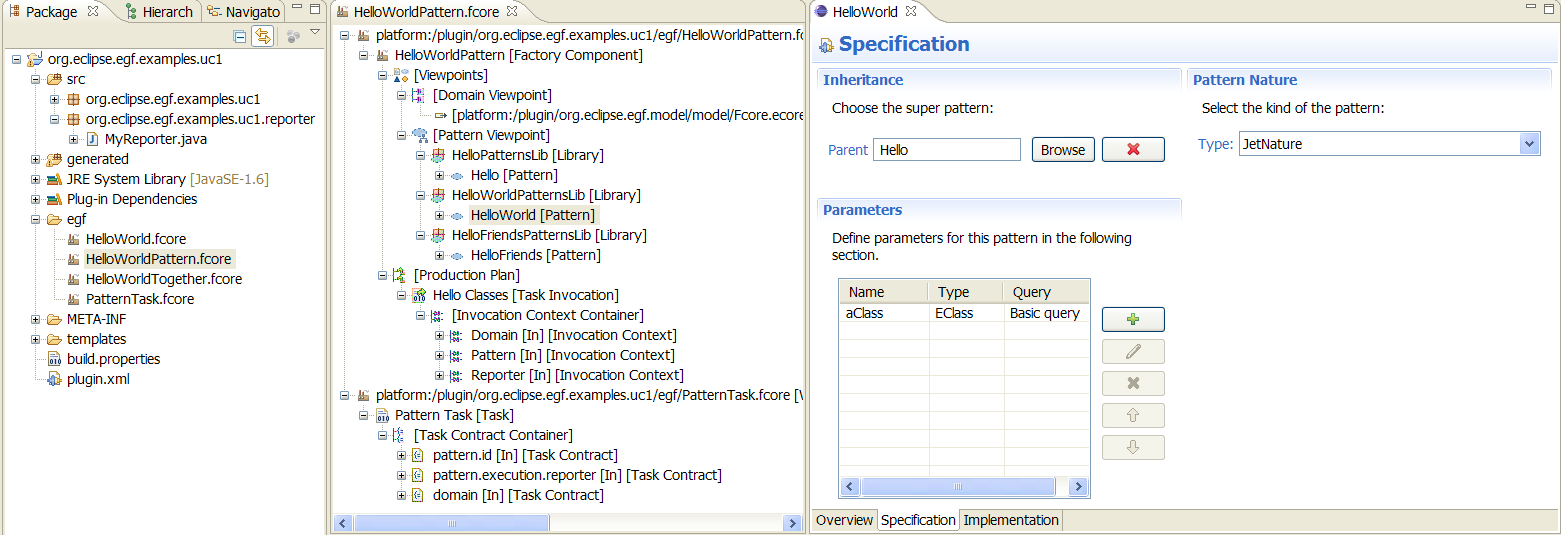 Package
Hierarch
Navigato
org.eclipse.egf.examples.uc1
src
org.eclipse.egf.examples.uc1
org.eclipse.egf.examples.uc1.reporter
MyReporter.java
generated
JRE System Library [JavaSE-1.6]
Plug-in Dependencies
egf
HelloWorld.fcore
HelloWorldPattern.fcore
HelloWorldTogether.fcore
PatternTask.fcore
META-INF
templates
build.properties
plugin.xml
HelloWorldPattern.fcore
platform:/plugin/org.eclipse.egf.examples.uc1/egf/HelloWorldPattern.fc
HelloWorldPattern [Factory Component]
[Viewpoints]
[Domain Viewpoint]
[platform:/plugin/org.eclipse.egf.model/model/Fcore.ecore
[Pattern Viewpoint]
HelloPatternsLib [Library]
Hello [Pattern]
HelloWorldPatternsLib [Library]
HelloWorld [Pattern]
HelloFriendsPatternsLib [Library]
HelloFriends [Pattern]
[Production Plan]
Hello Classes [Task Invocation]
[Invocation Context Container]
Domain [In] [Invocation Context]
Pattern [In] [Invocation Context]
Reporter [In] [Invocation Context]
platform:/plugin/org.eclipse.egf.examples.uc1/egf/PatternTask.fcore [
Pattern Task [Task]
[Task Contract Container]
pattern.id [In] [Task Contract]
pattern.execution.reporter [In] [Task Contract]
domain [In] [Task Contract]
HelloWorld
Specification
Inheritance
Choose the super pattern:
Parent Hello Browse
Pattern Nature
Select the kind of the pattern:
Type: JetNature
Parameters
Define parameters for this pattern in the following
section.
Name Type Query
aClass EClass Basic query
Overview Specification Implementation